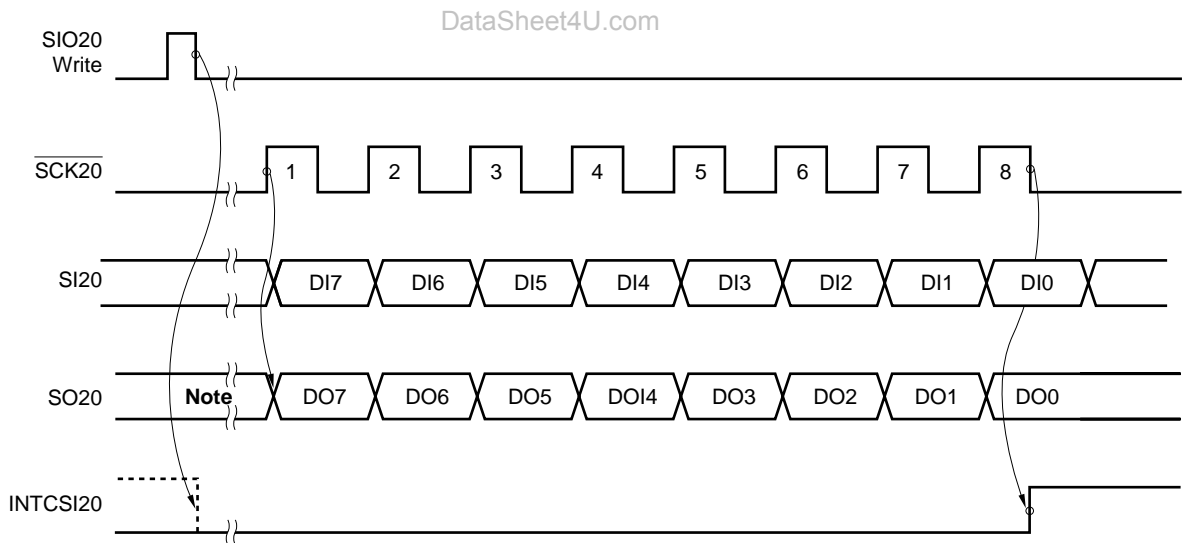 DataSheet4U.com
SIO20
Write
SCK20
1 2 3 4 5 6 7 8
SI20
DI7 DI6 DI5 DI4 DI3 DI2 DI1 DI0
SO20
Note DO7 DO6 DO5 DOI4 DO3 DO2 DO1 DO0
INTCSI20